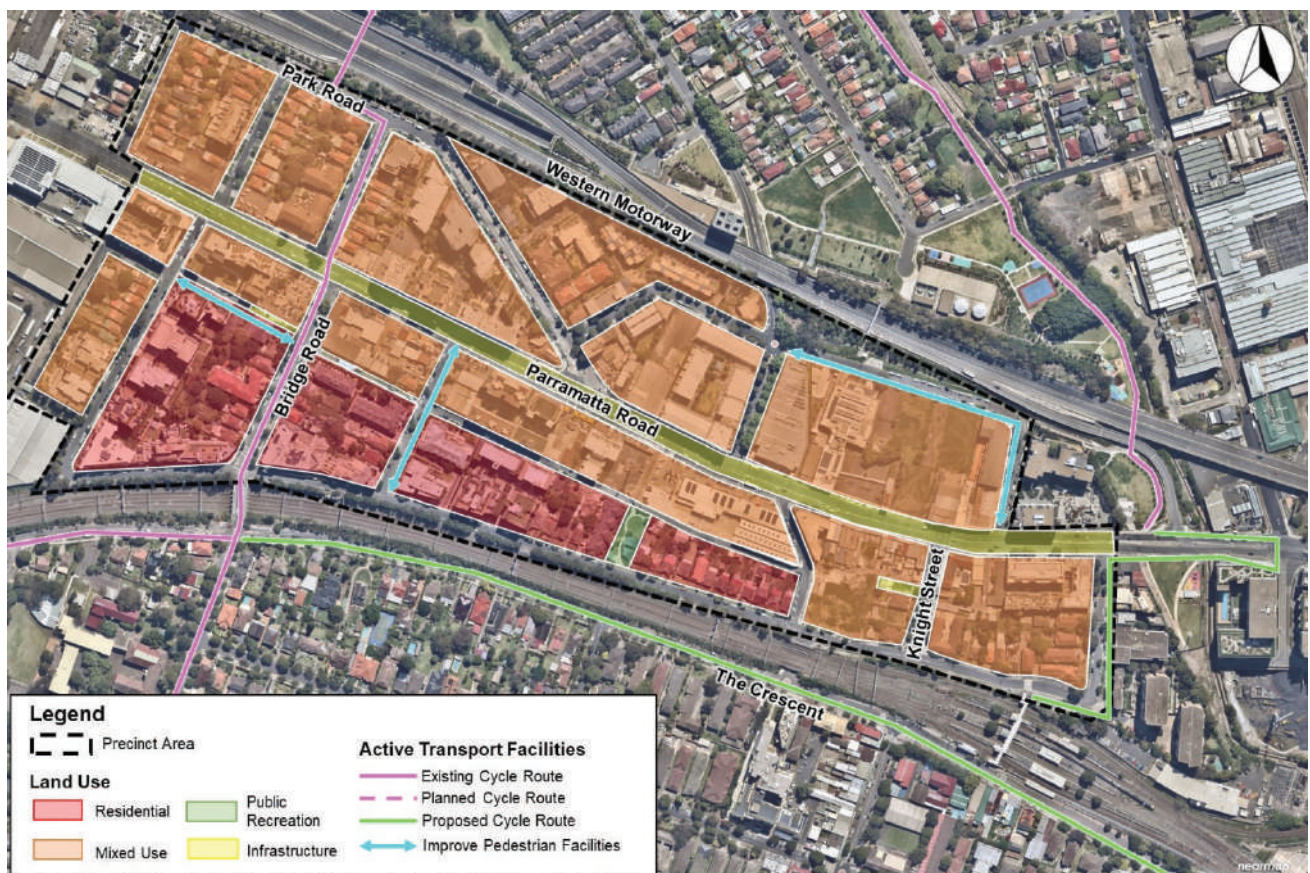 Park Road
Western Motorway
Bridge Road
Parramatta Road
Knight Street
The Crescent
Legend
Precinct Area
Land Use
Residential
Public
Recreation
Mixed Use
Infrastructure
Active Transport Facilities
Existing Cycle Route
Planned Cycle Route
Proposed Cycle Route
Improve Pedestrian Facilities
nearmap